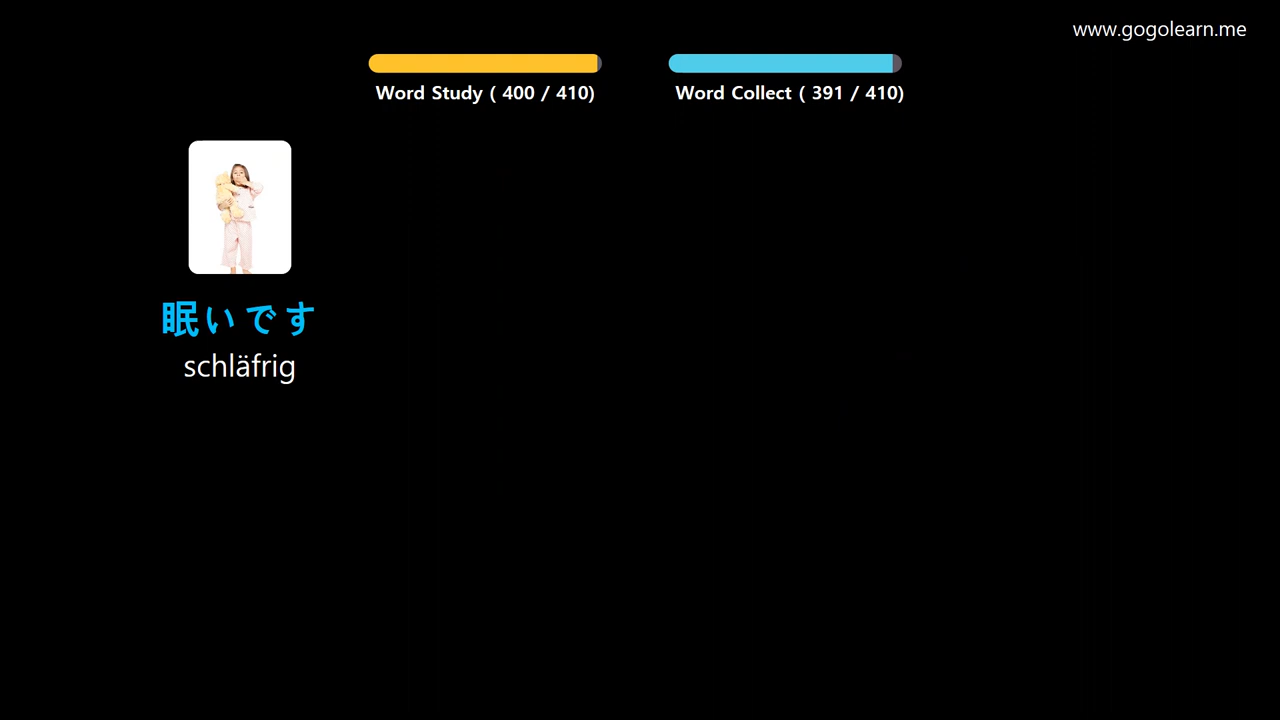 www.gogolearn.me
Word Study ( 400 / 410)
Word Collect ( 391 / 410)
眠いです
schläfrig